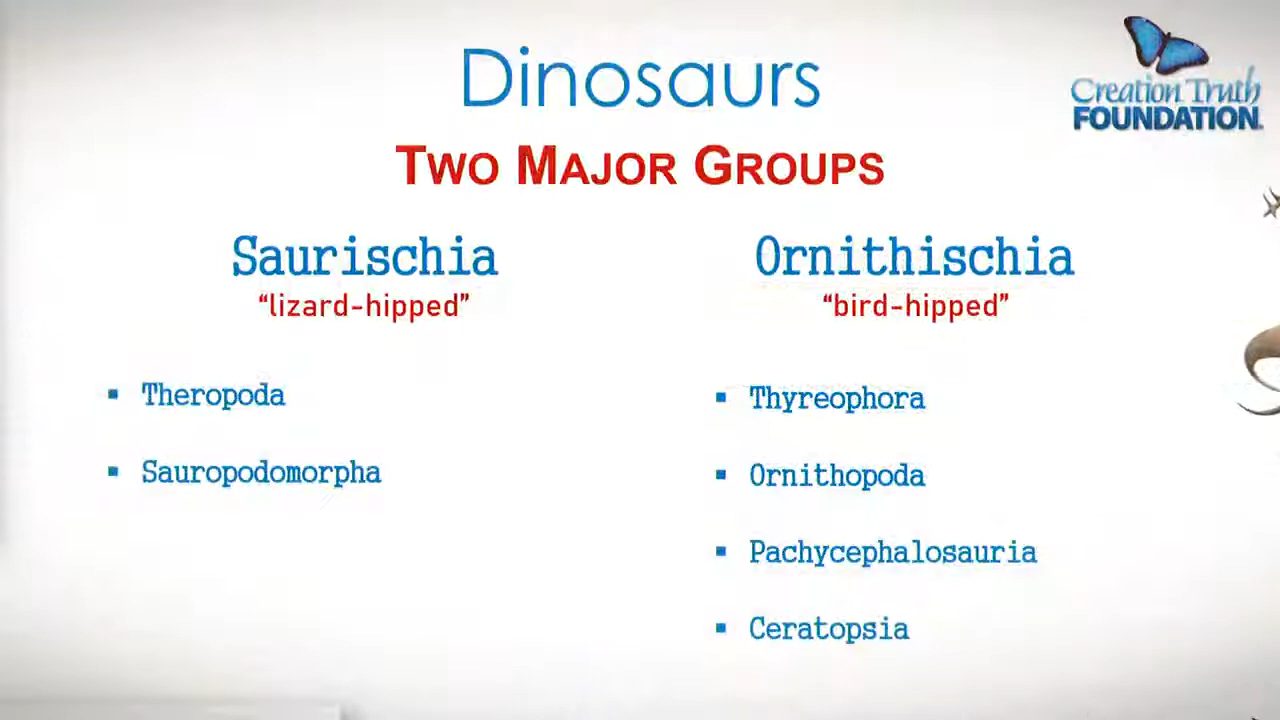 Dinosaurs
Creation Truth
FOUNDATION.
TWO MAJOR GROUPS
Saurischia
"lizard-hipped"
▪ Theropoda
▪ Sauropodomorpha
Ornithischia
"bird-hipped"
▪ Thyreophora
▪ Ornithopoda
▪ Pachycephalosauria
▪ Ceratopsia